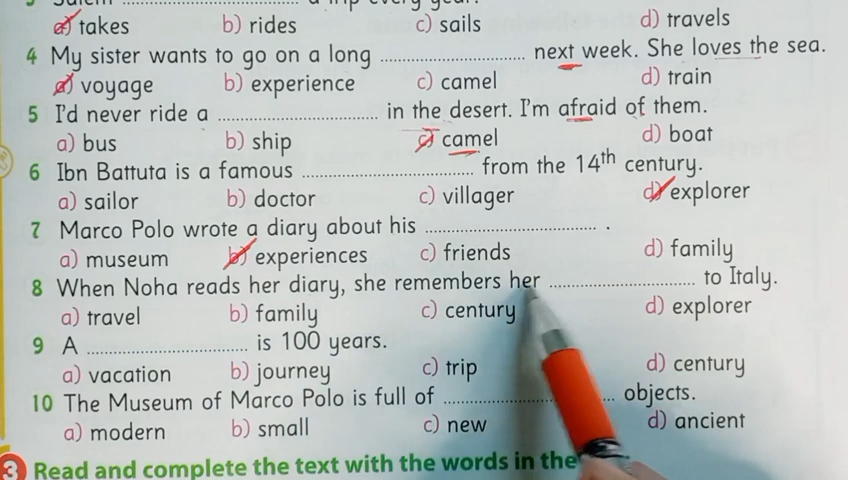 3 Salem .................... a trip every year.
a) takes b) rides c) sails d) travels
4 My sister wants to go on a long .................... next week. She loves the sea.
a) voyage b) experience c) camel d) train
5 I'd never ride a .................... in the desert. I'm afraid of them.
a) bus b) ship c) camel d) boat
6 Ibn Battuta is a famous .................... from the 14th century.
a) sailor b) doctor c) villager d) explorer
7 Marco Polo wrote a diary about his .................... .
a) museum b) experiences c) friends d) family
8 When Noha reads her diary, she remembers her .................... to Italy.
a) travel b) family c) century d) explorer
9 A .................... is 100 years.
a) vacation b) journey c) trip d) century
10 The Museum of Marco Polo is full of .................... objects.
a) modern b) small c) new d) ancient
3 Read and complete the text with the words in the